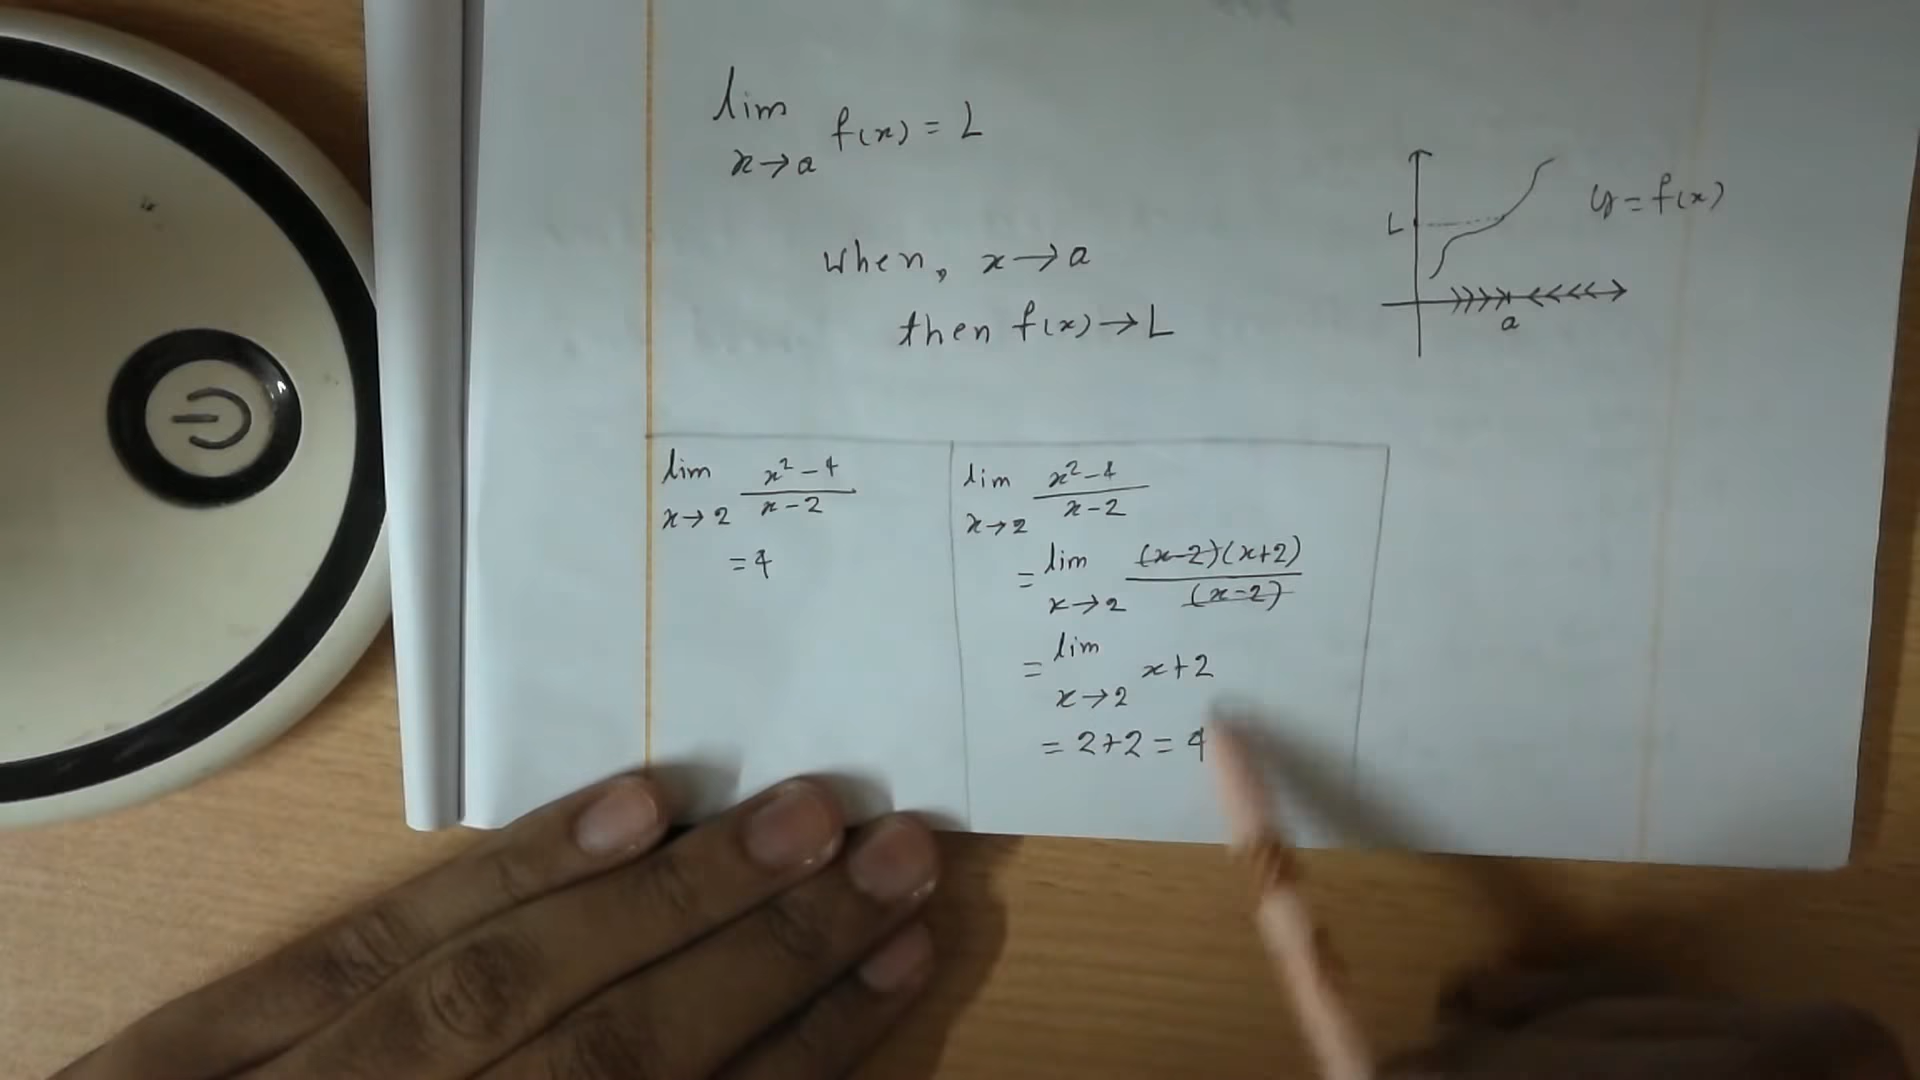 lim f(x) = L
x→a
when, x→a
then f(x)→L
L
y = f(x)
a
lim x² - 4
x→2 x - 2
= 4
lim x² - 4
x→2 x - 2
= lim (x-2)(x+2)
x→2 (x-2)
= lim x+2
x→2
= 2+2 = 4